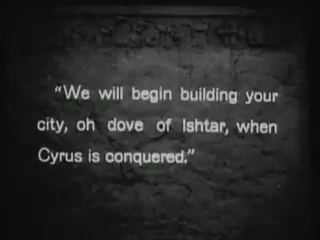 "We will begin building your
city, oh dove of Ishtar, when
Cyrus is conquered."